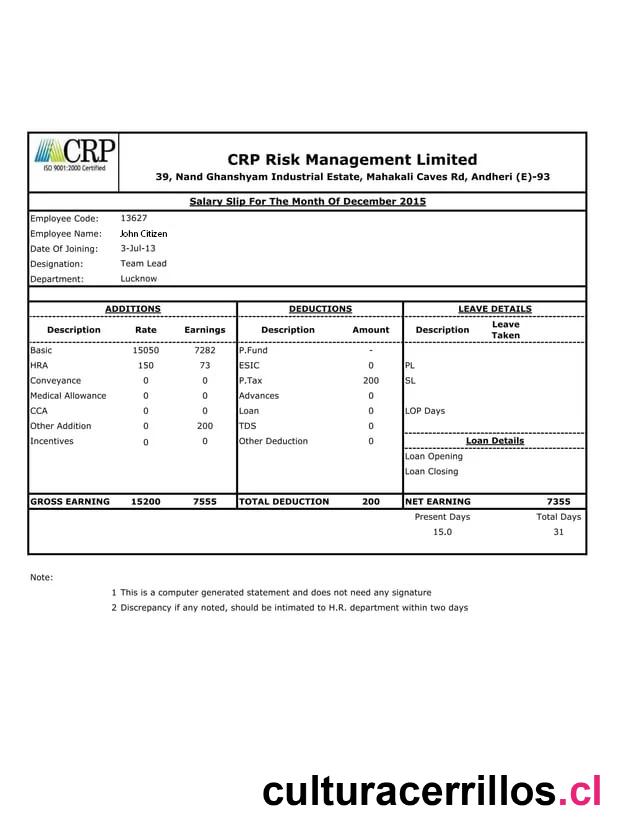 CRP
ISO 9001:2000 Certified
CRP Risk Management Limited
39, Nand Ghanshyam Industrial Estate, Mahakali Caves Rd, Andheri (E)-93
Salary Slip For The Month Of December 2015
Employee Code: 13627
Employee Name: John Citizen
Date Of Joining: 3-Jul-13
Designation: Team Lead
Department: Lucknow
ADDITIONS DEDUCTIONS LEAVE DETAILS
Description Rate Earnings Description Amount Description Leave Taken
Basic 15050 7282 P.Fund -
HRA 150 73 ESIC 0 PL
Conveyance 0 0 P.Tax 200 SL
Medical Allowance 0 0 Advances 0
CCA 0 0 Loan 0 LOP Days
Other Addition 0 200 TDS 0
Incentives 0 0 Other Deduction 0 Loan Details
Loan Opening
Loan Closing
GROSS EARNING 15200 7555 TOTAL DEDUCTION 200 NET EARNING 7355
Present Days Total Days
15.0 31
Note:
1 This is a computer generated statement and does not need any signature
2 Discrepancy if any noted, should be intimated to H.R. department within two days
culturacerrillos.cl